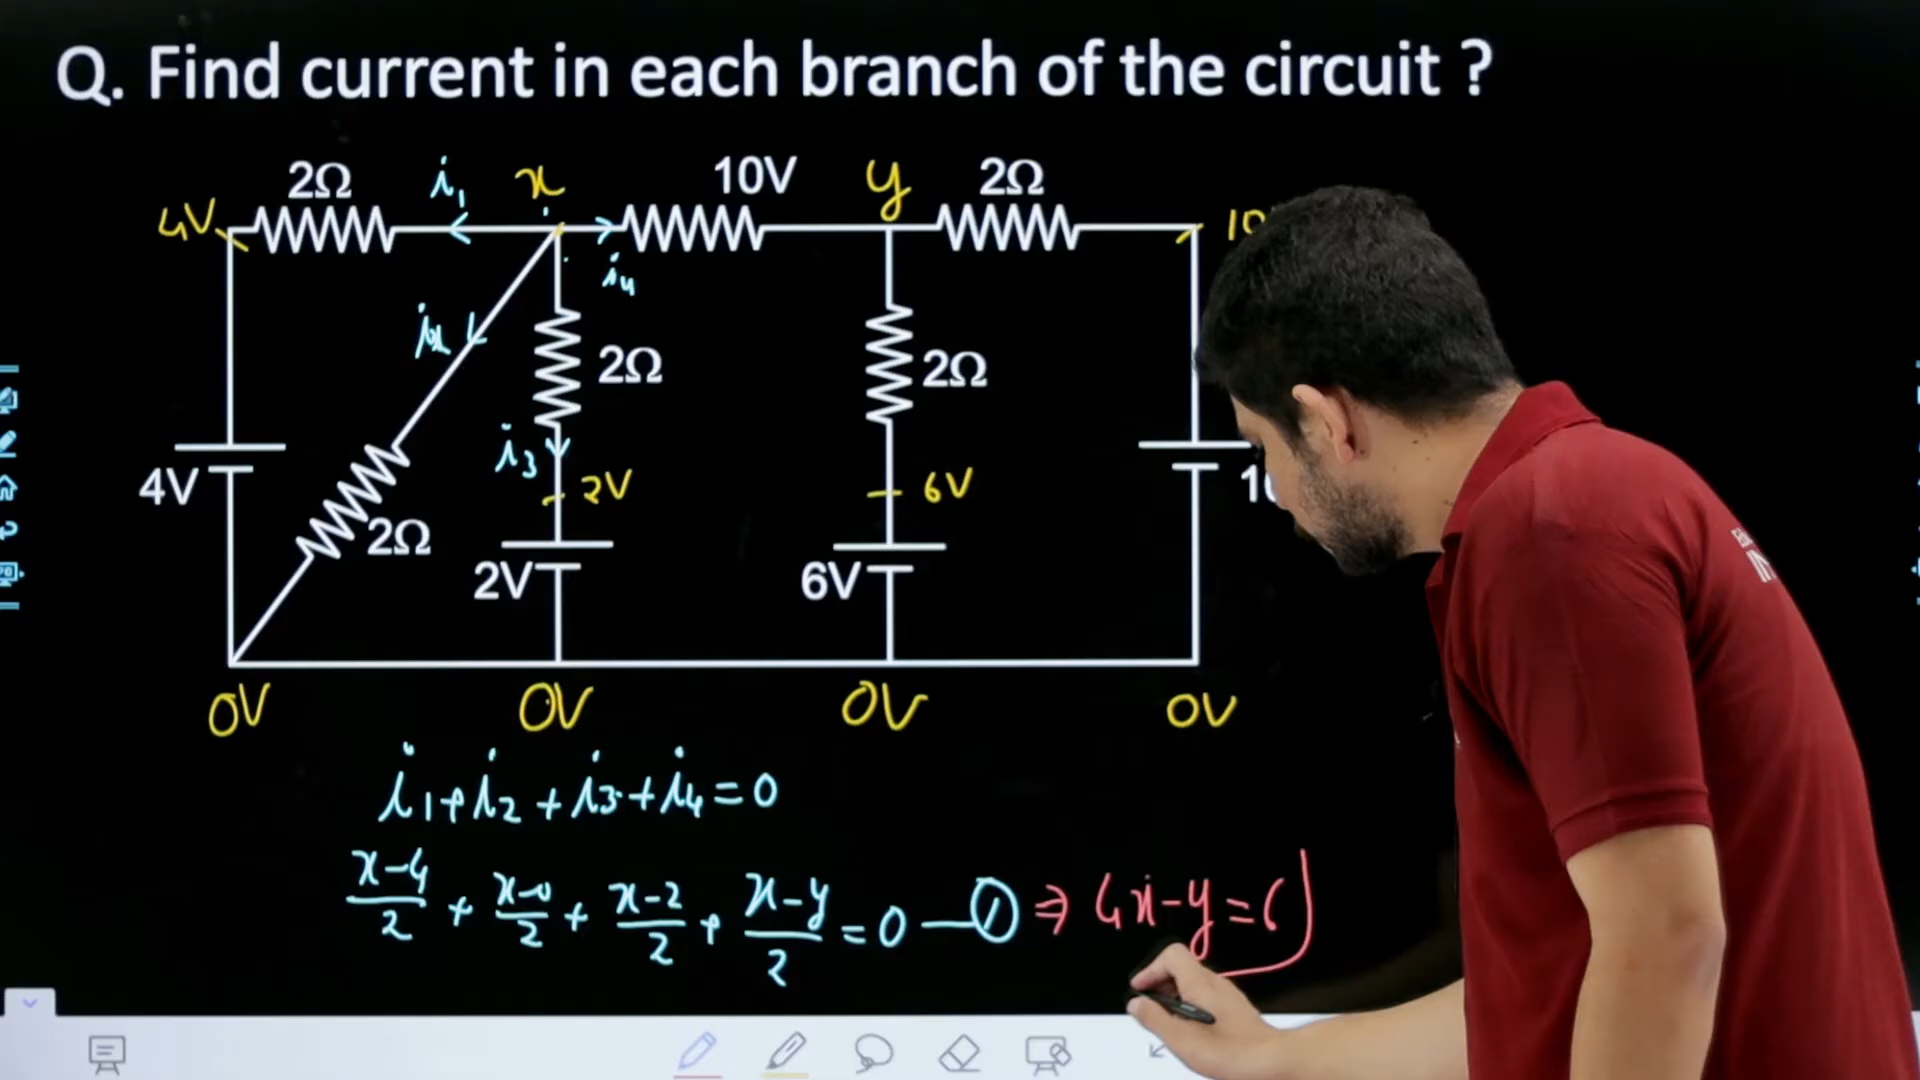 Q. Find current in each branch of the circuit ?
2Ω i₁ x 10V y 2Ω
4V 10
i₄
i₂
2Ω 2Ω
i₃
4V 2V 6V 10
2Ω
2V 6V
0V 0V 0V 0V
i₁+i₂+i₃+i₄=0
x-4/2 + x-0/2 + x-2/2 + x-y/2 = 0 —① ⇒ 4x-y=6